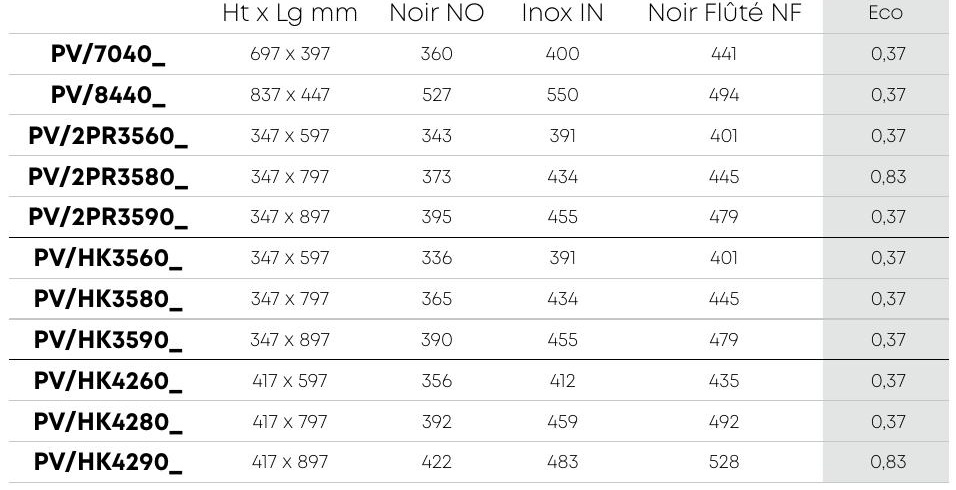 Ht x Lg mm Noir NO Inox IN Noir Flûté NF Eco
PV/7040_ 697 x 397 360 400 441 0,37
PV/8440_ 837 x 447 527 550 494 0,37
PV/2PR3560_ 347 x 597 343 391 401 0,37
PV/2PR3580_ 347 x 797 373 434 445 0,83
PV/2PR3590_ 347 x 897 395 455 479 0,37
PV/HK3560_ 347 x 597 336 391 401 0,37
PV/HK3580_ 347 x 797 365 434 445 0,37
PV/HK3590_ 347 x 897 390 455 479 0,37
PV/HK4260_ 417 x 597 356 412 435 0,37
PV/HK4280_ 417 x 797 392 459 492 0,37
PV/HK4290_ 417 x 897 422 483 528 0,83